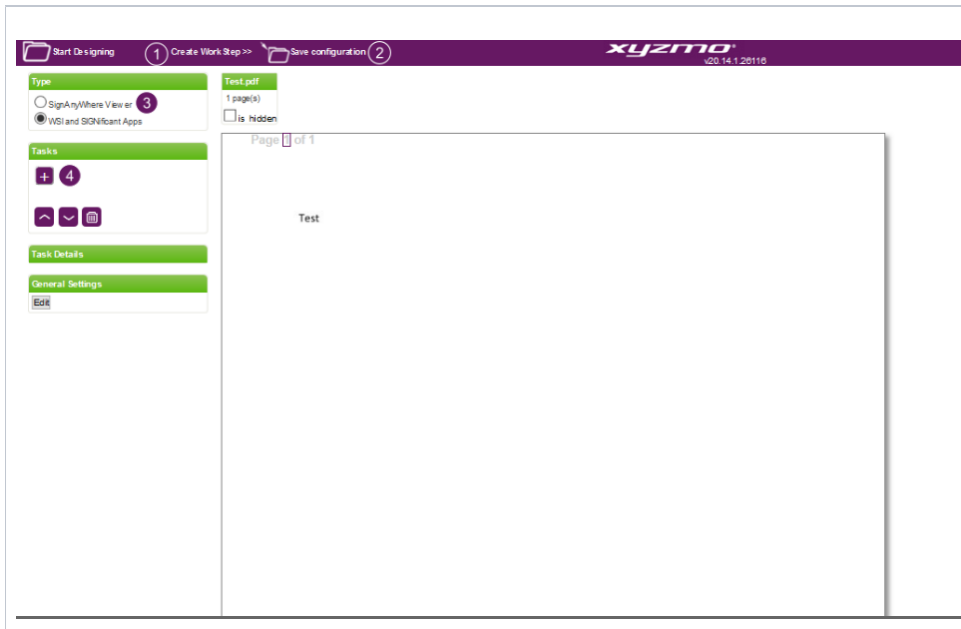 Start Designing 1 Create Work Step >> Save configuration 2 xyzmo
v20.14.1.26116
Type
SignAnyWhere Viewer 3
WSI and SIGNificant Apps
Tasks
+ 4
Task Details
General Settings
Edit
Test.pdf
1 page(s)
is hidden
Page 1 of 1
Test